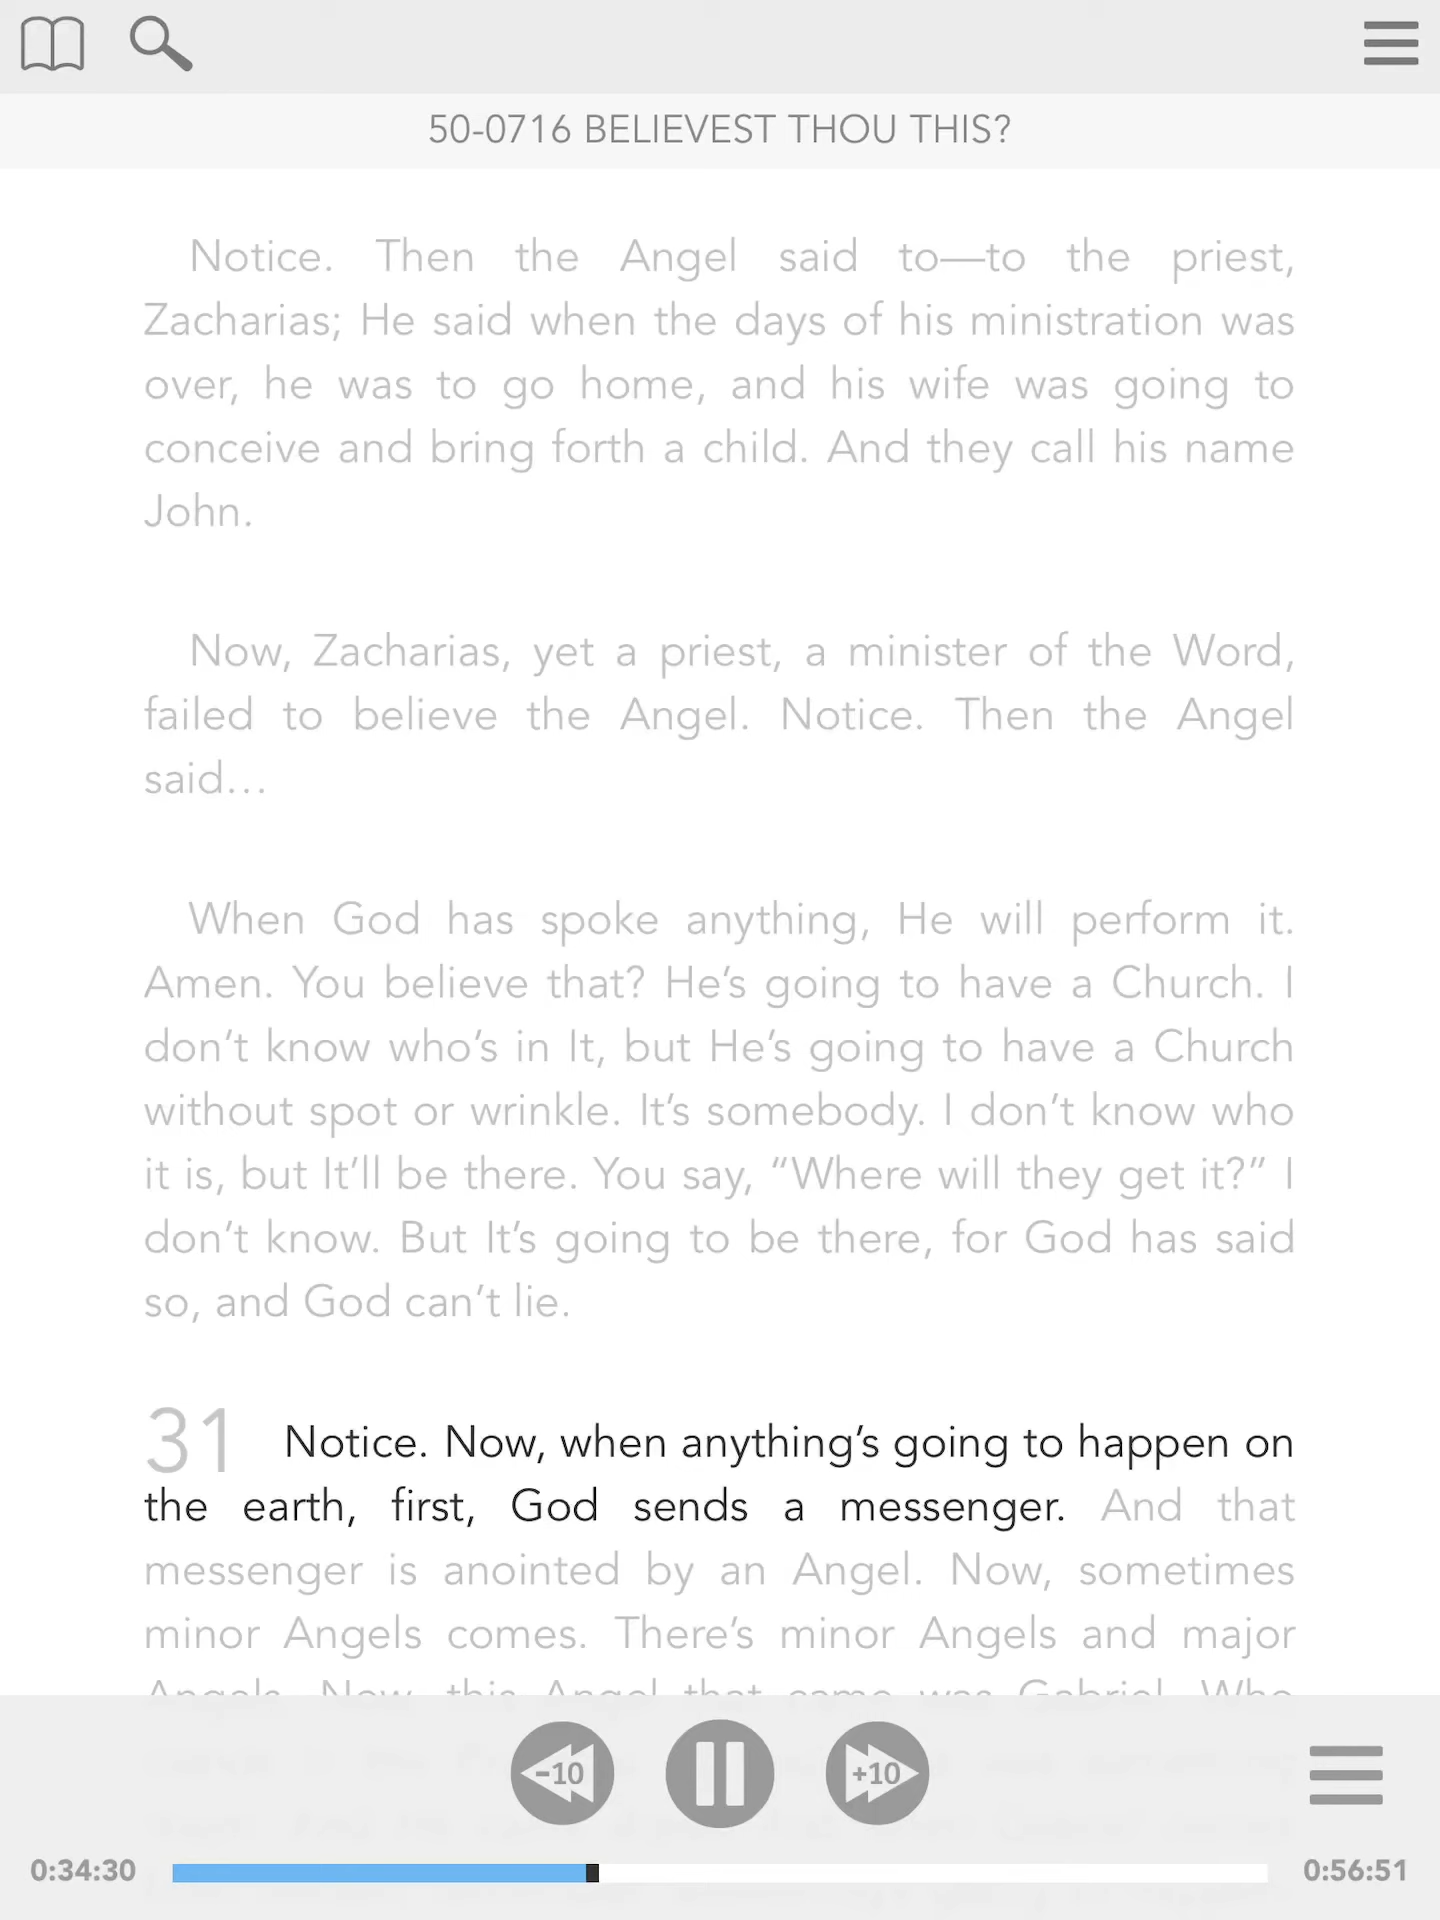 50-0716 BELIEVEST THOU THIS?
Notice. Then the Angel said to—to the priest,
Zacharias; He said when the days of his ministration was
over, he was to go home, and his wife was going to
conceive and bring forth a child. And they call his name
John.
Now, Zacharias, yet a priest, a minister of the Word,
failed to believe the Angel. Notice. Then the Angel
said…
When God has spoke anything, He will perform it.
Amen. You believe that? He’s going to have a Church. I
don’t know who’s in It, but He’s going to have a Church
without spot or wrinkle. It’s somebody. I don’t know who
it is, but It’ll be there. You say, “Where will they get it?” I
don’t know. But It’s going to be there, for God has said
so, and God can’t lie.
31 Notice. Now, when anything’s going to happen on
the earth, first, God sends a messenger. And that
messenger is anointed by an Angel. Now, sometimes
minor Angels comes. There’s minor Angels and major
Angels. Now, this Angel that came was Gabriel. Who
-10 +10
0:34:30 0:56:51